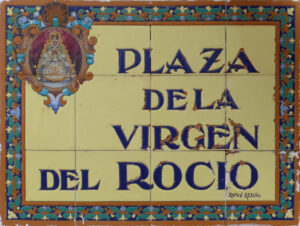 PLAZA
DE LA
VIRGEN
DEL ROCIO